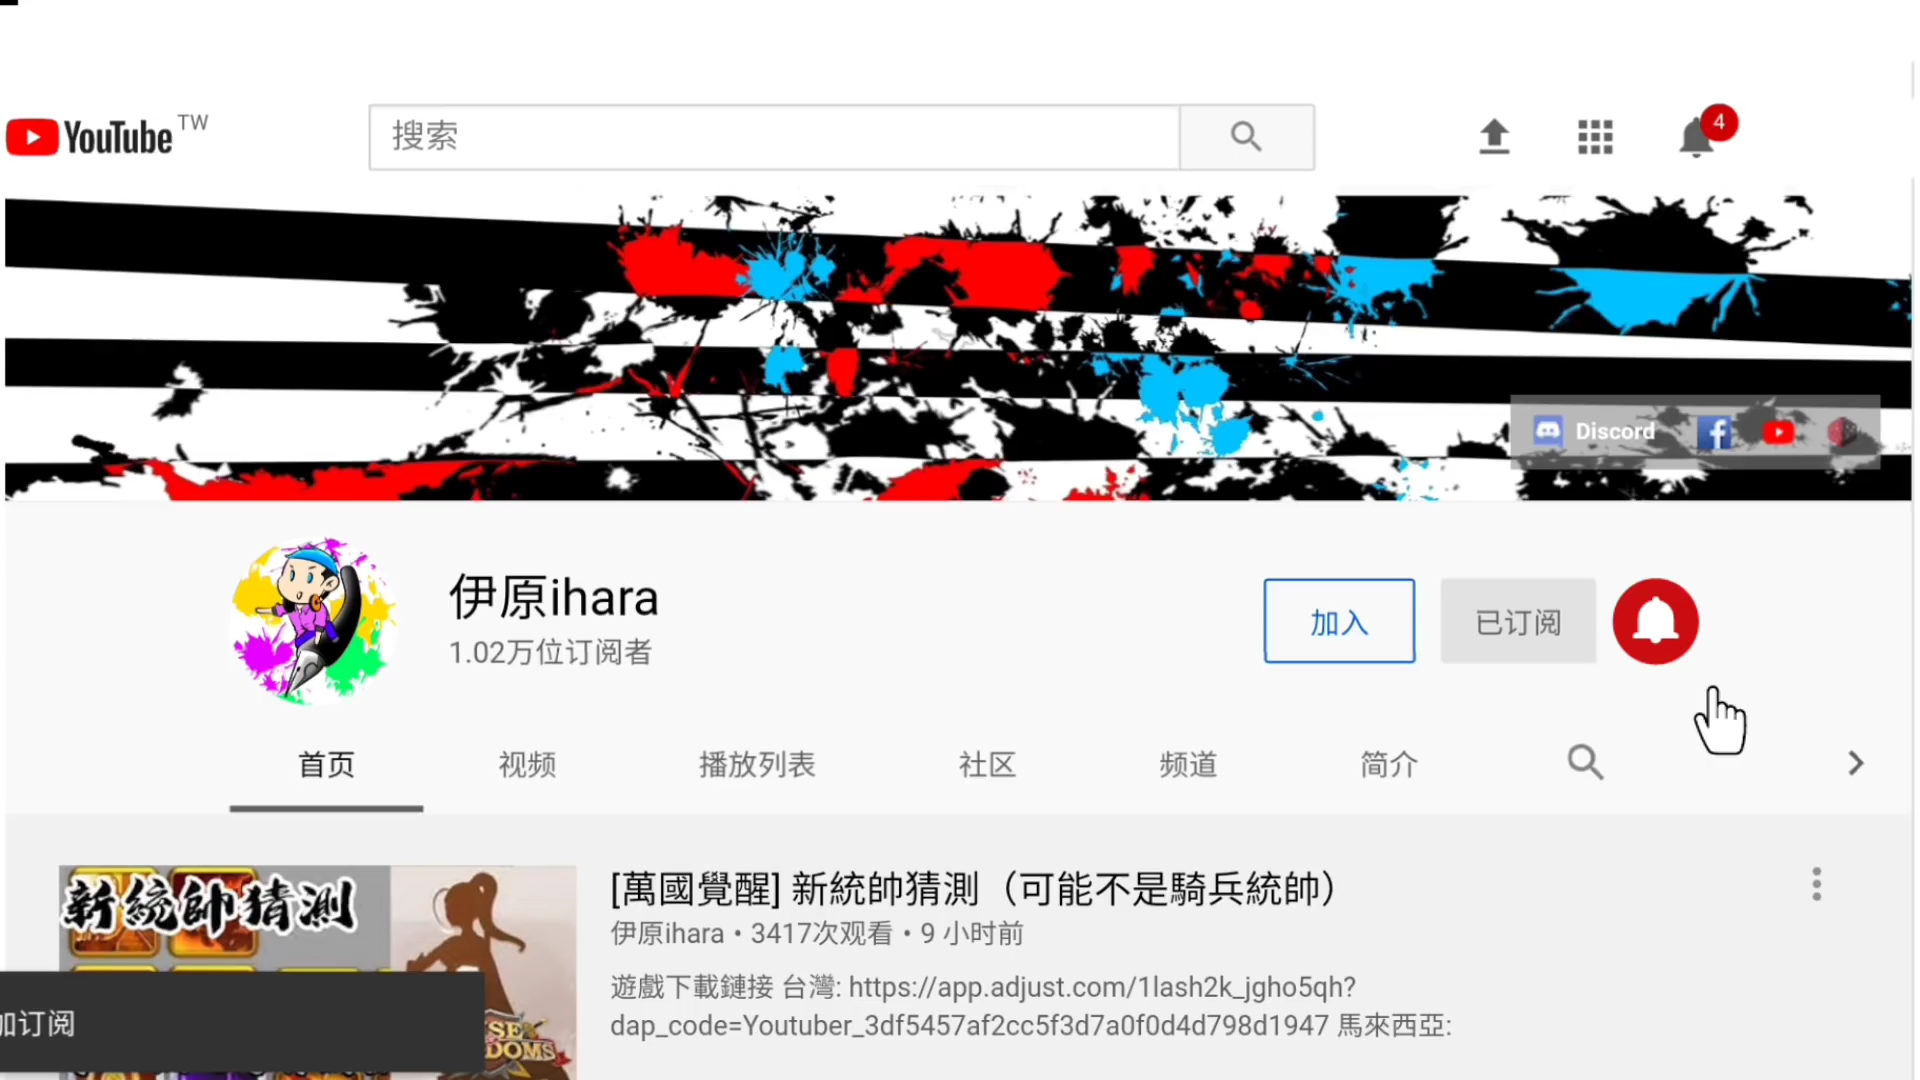 YouTube TW
搜索
4
Discord
伊原ihara
1.02万位订阅者
加入
已订阅
首页
视频
播放列表
社区
频道
简介
[萬國覺醒] 新統帥猜測（可能不是騎兵統帥）
伊原ihara • 3417次观看 • 9 小时前
遊戲下載鏈接 台灣: https://app.adjust.com/1lash2k_jgho5qh?
dap_code=Youtuber_3df5457af2cc5f3d7a0f0d4d798d1947 馬來西亞:
新統帥猜測
加订阅